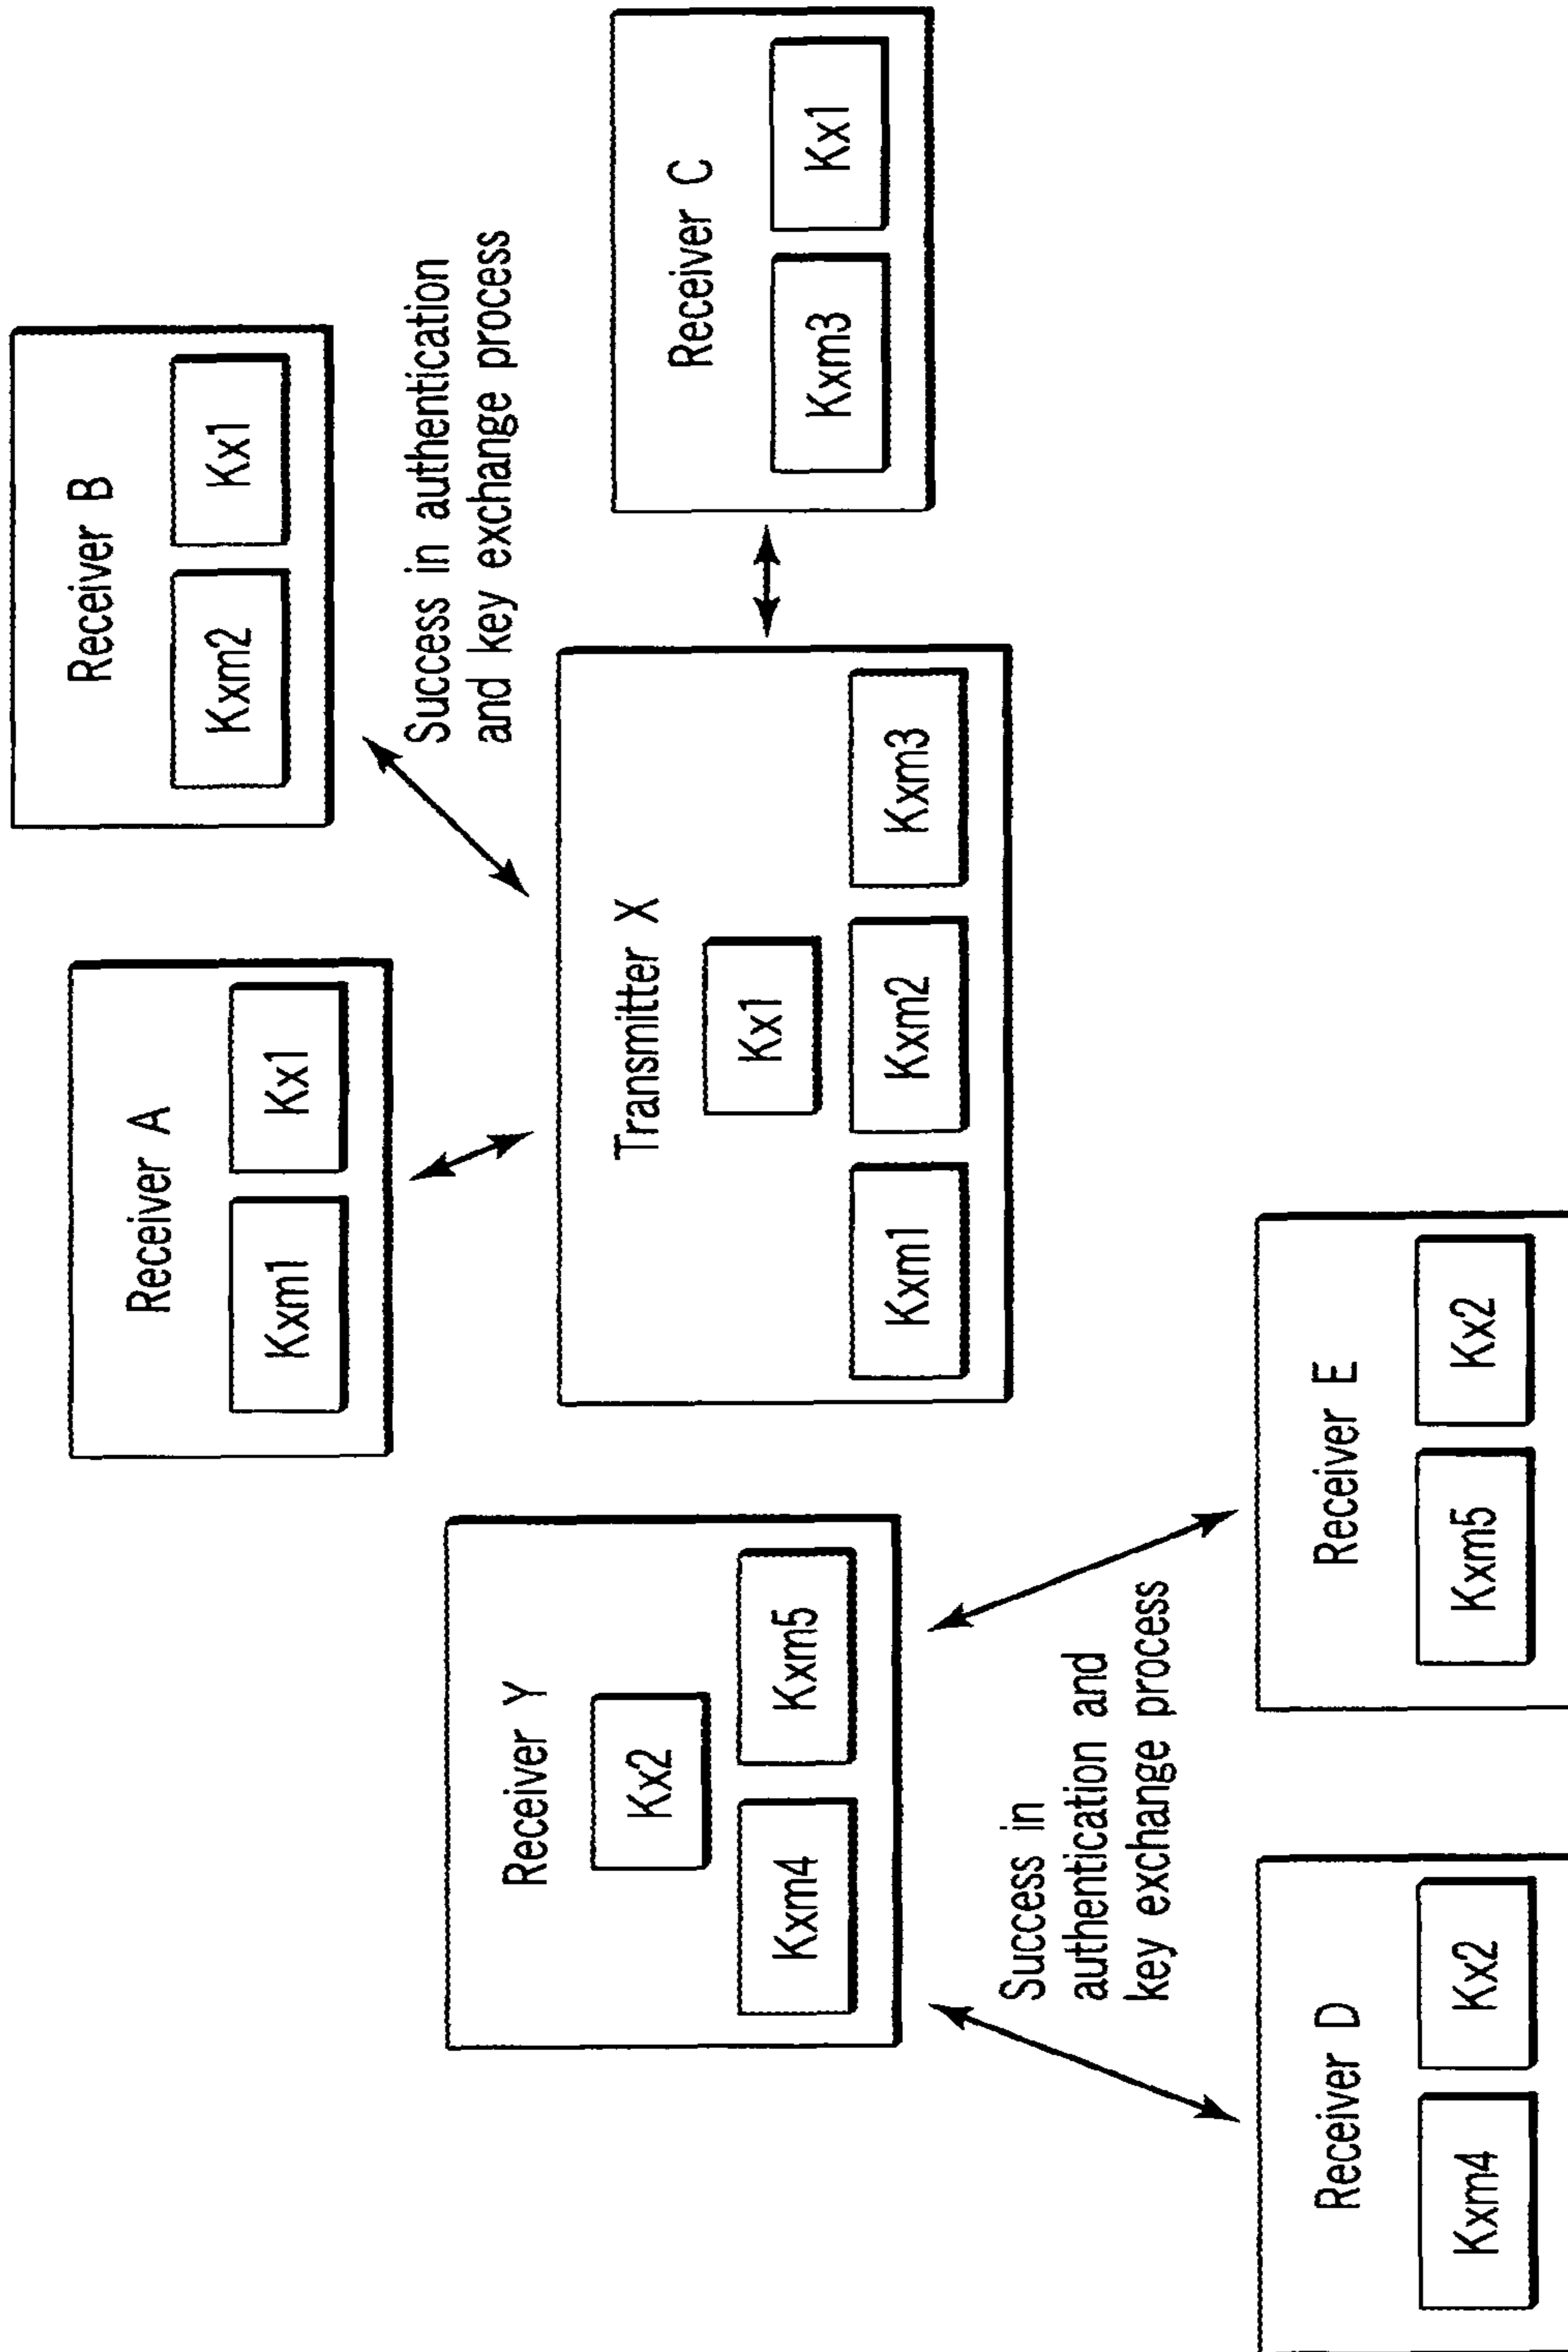 Receiver A
Kxm1
Kx1
Receiver B
Kxm2
Kx1
Success in authentication
and key exchange process
Receiver Y
Kx2
Kxm4
Kxm5
Transmitter X
Kx1
Kxm1
Kxm2
Kxm3
Receiver C
Kxm3
Kx1
Success in
authentication and
key exchange process
Receiver D
Kxm4
Kx2
Receiver E
Kxm5
Kx2